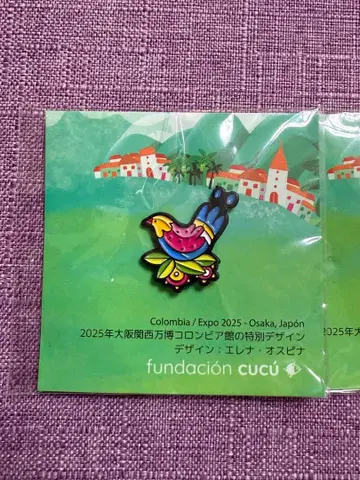 Colombia / Expo 2025 - Osaka, Japón
2025年大阪関西万博コロンビア館の特別デザイン
デザイン：エレナ・オスピナ
fundación cucú